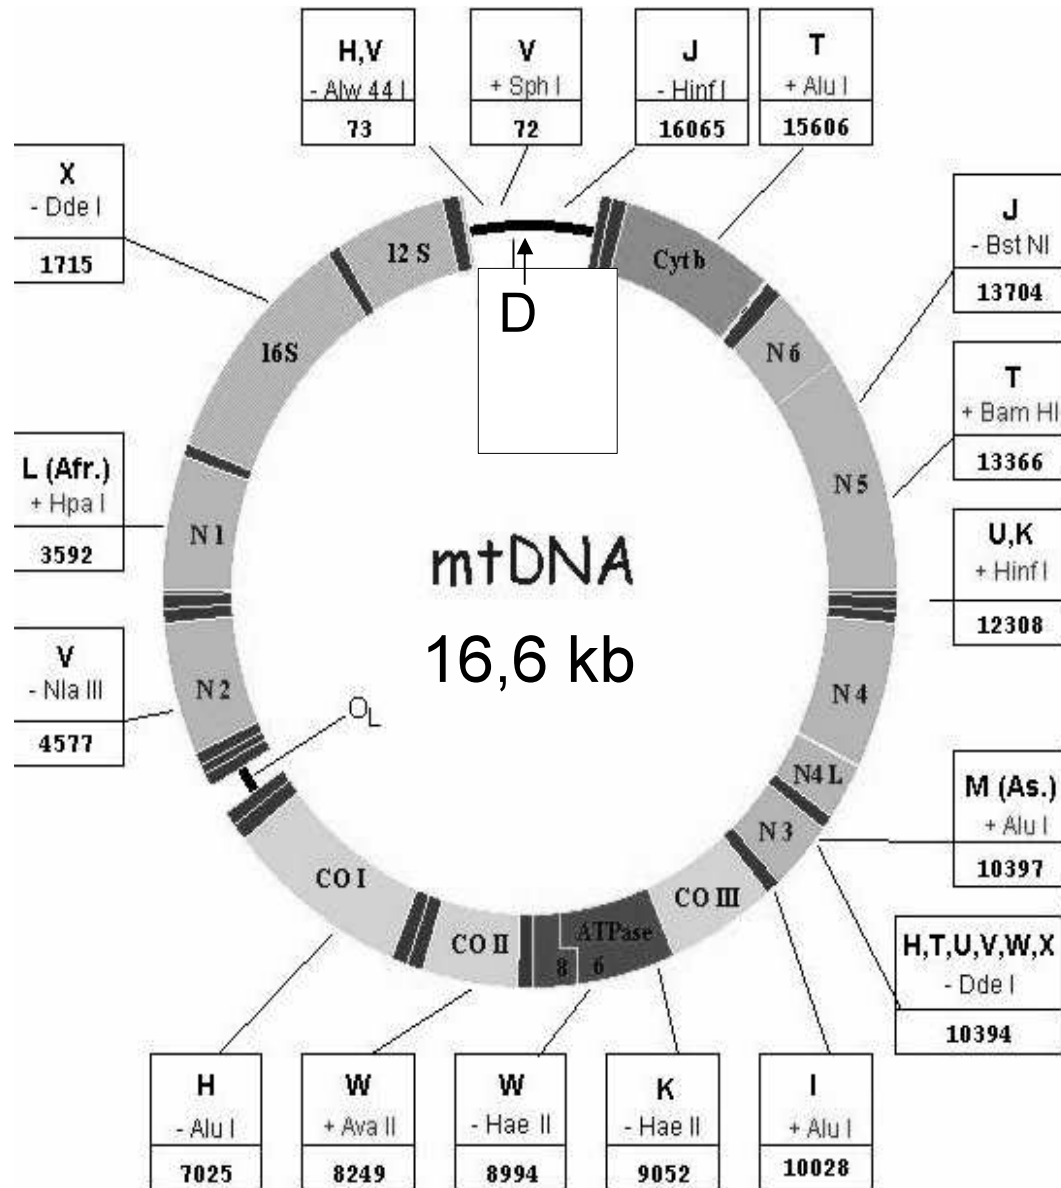 H,V
- Alw 44 I
73
V
+ Sph I
72
J
- Hinf I
16065
T
+ Alu I
15606
X
- Dde I
1715
J
- Bst NI
13704
L (Afr.)
+ Hpa I
3592
T
+ Bam HI
13366
V
- Nla III
4577
U,K
+ Hinf I
12308
M (As.)
+ Alu I
10397
H,T,U,V,W,X
- Dde I
10394
H
- Alu I
7025
W
+ Ava II
8249
W
- Hae II
8994
K
- Hae II
9052
I
+ Alu I
10028
D
12 S
16S
N 1
N 2
OL
CO I
CO II
8
ATPase
6
CO III
N 3
N4 L
N 4
N 5
N 6
Cyt b
mtDNA
16,6 kb